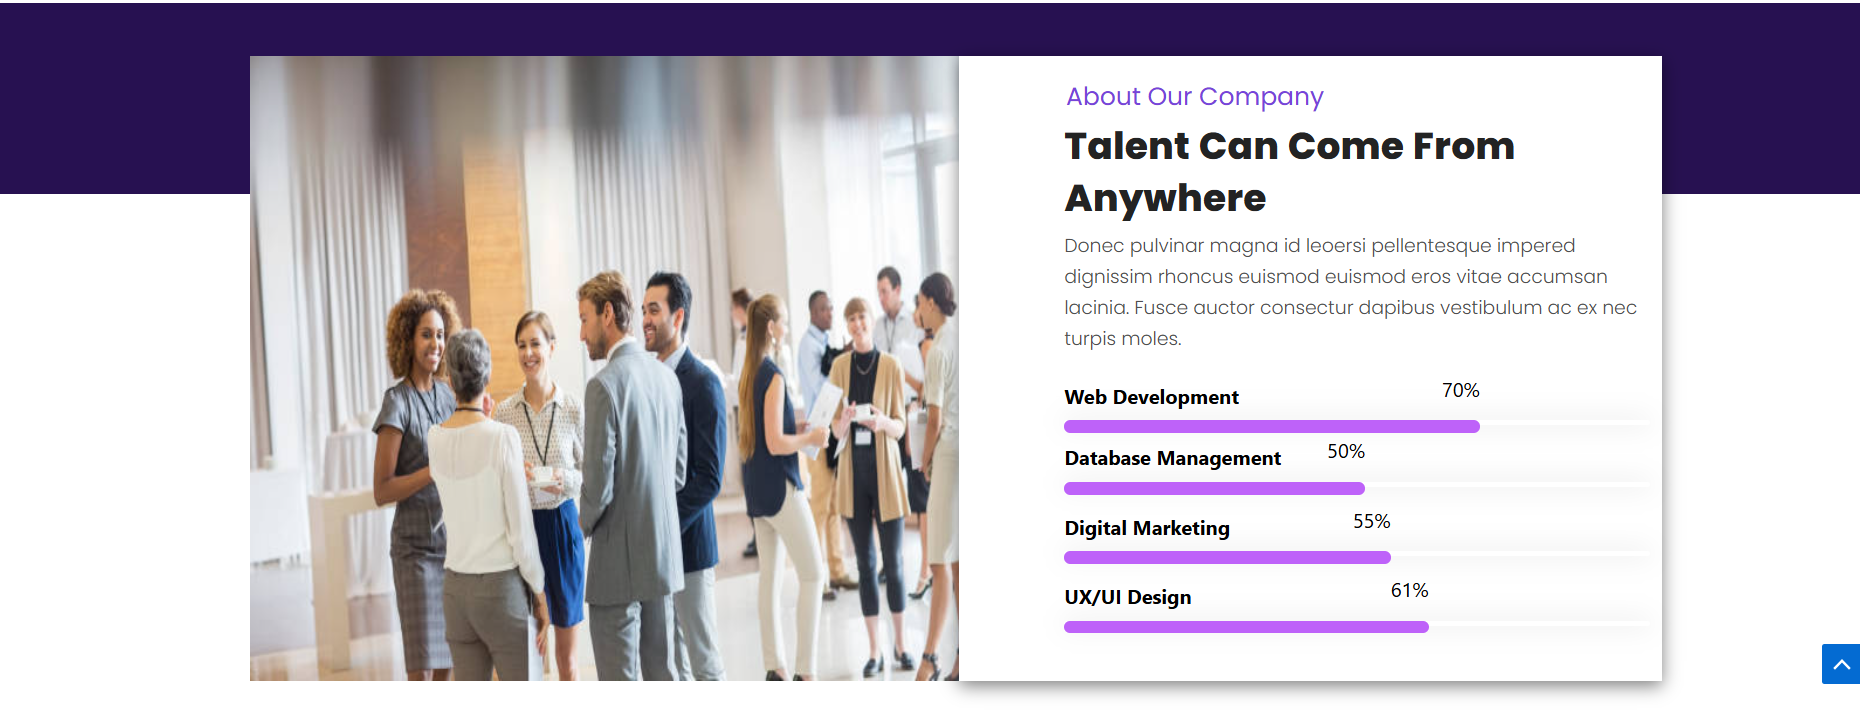 About Our Company
Talent Can Come From
Anywhere
Donec pulvinar magna id leoersi pellentesque impered
dignissim rhoncus euismod euismod eros vitae accumsan
lacinia. Fusce auctor consectur dapibus vestibulum ac ex nec
turpis moles.
Web Development 70%
Database Management 50%
Digital Marketing 55%
UX/UI Design 61%